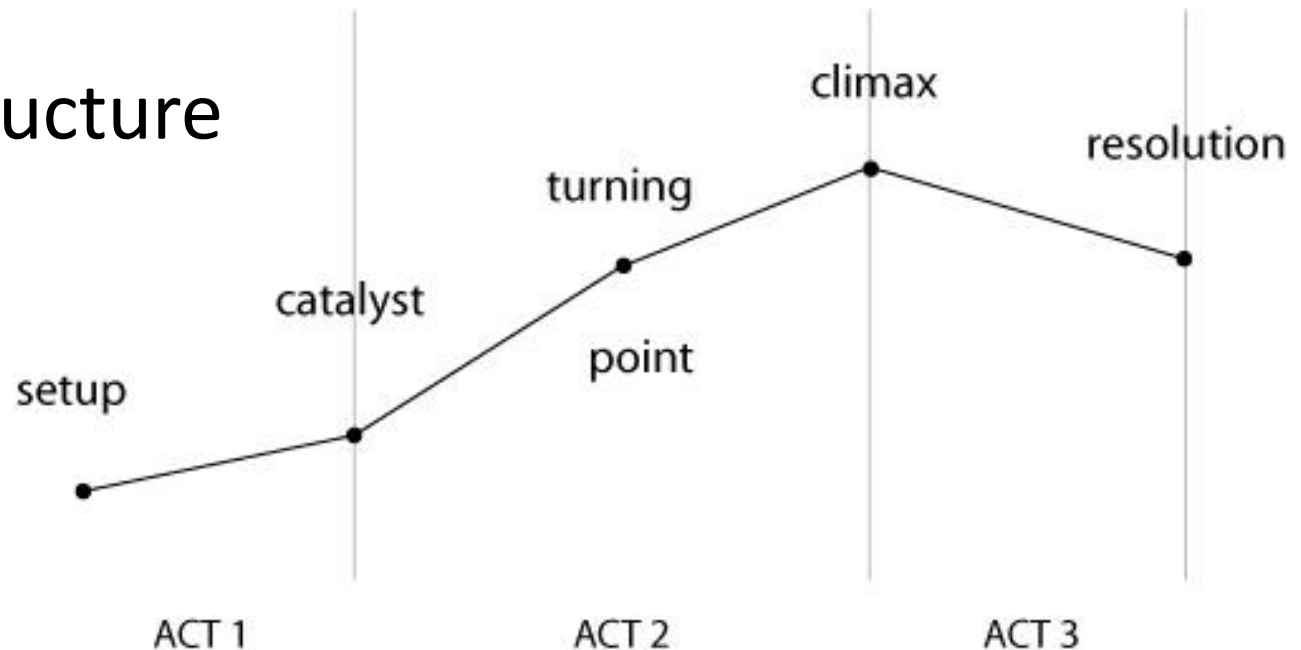 ucture
climax
resolution
turning
catalyst
point
setup
ACT 1
ACT 2
ACT 3